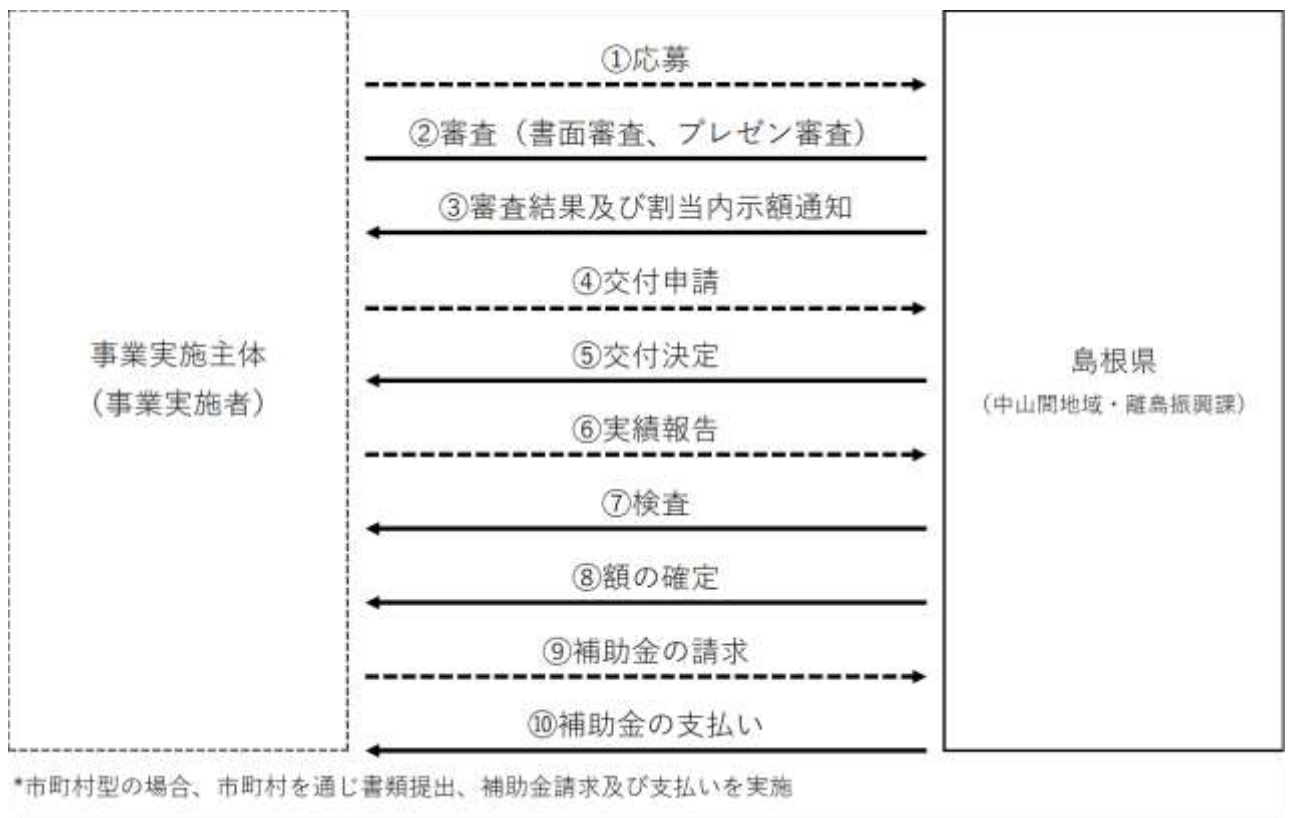 ①応募
②審査（書面審査、プレゼン審査）
③審査結果及び割当内示額通知
④交付申請
⑤交付決定
⑥実績報告
⑦検査
⑧額の確定
⑨補助金の請求
⑩補助金の支払い
事業実施主体
（事業実施者）
島根県
（中山間地域・離島振興課）
*市町村型の場合、市町村を通じ書類提出、補助金請求及び支払いを実施